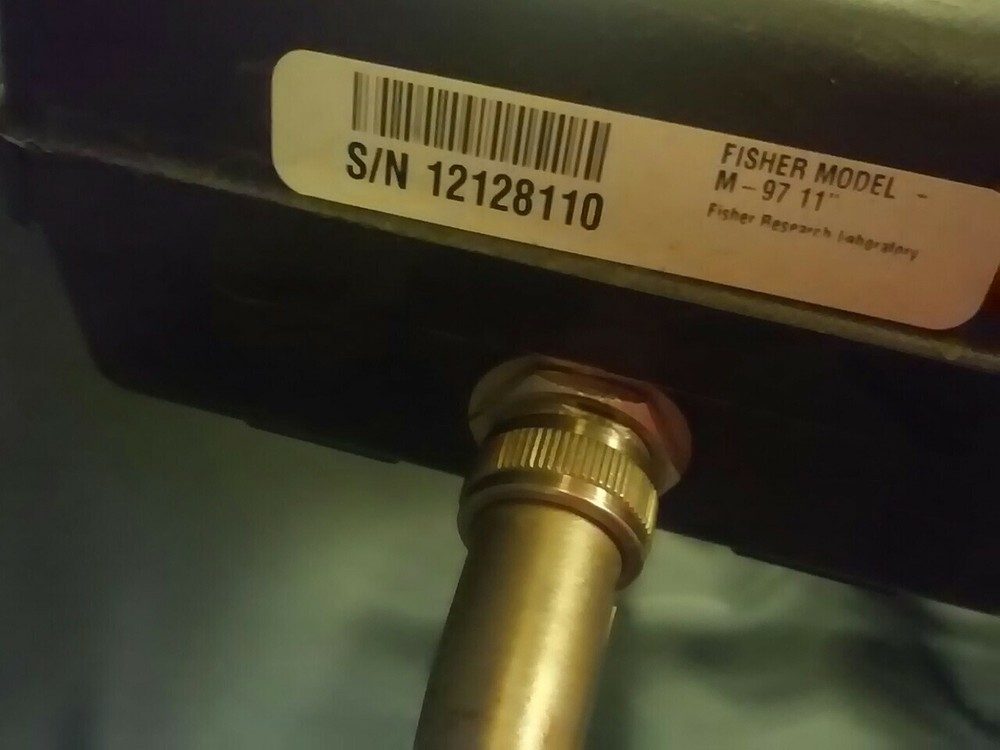 S/N 12128110
FISHER MODEL -
M-97 11"
Fisher Research Laboratory